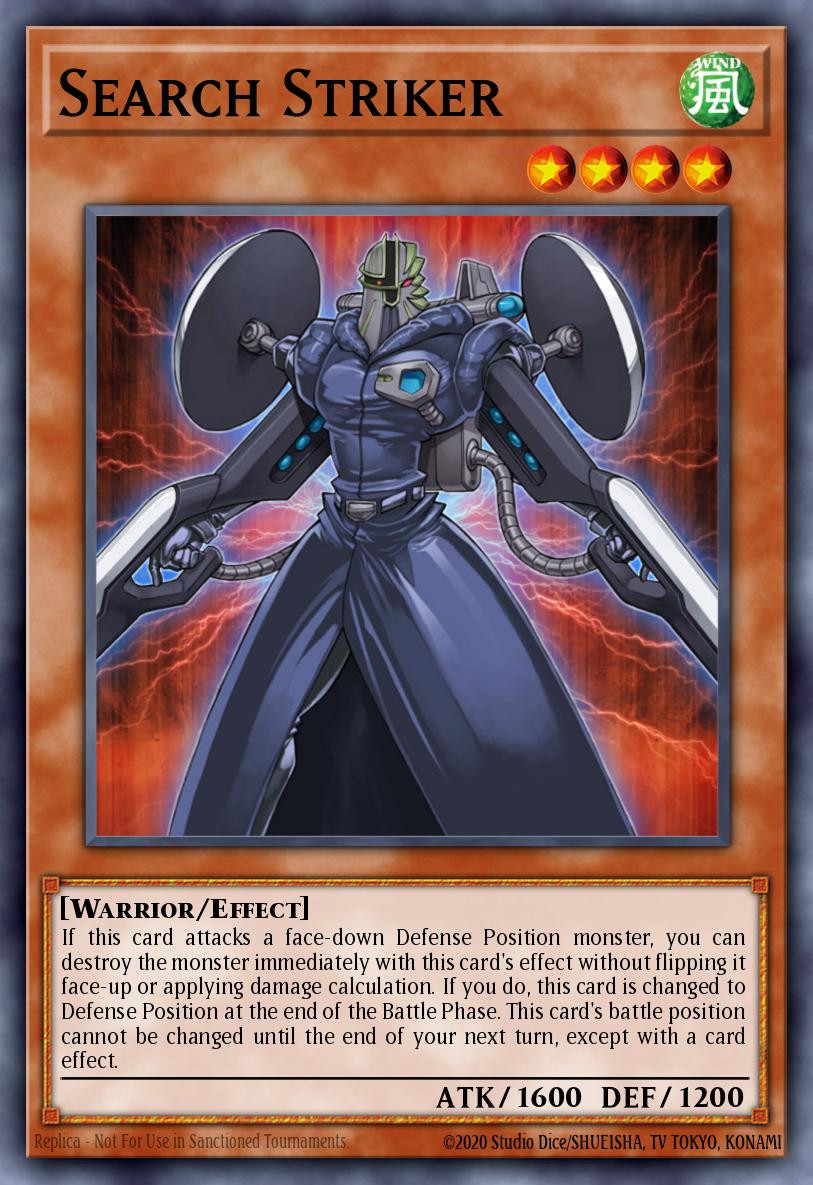 Search Striker
WIND
風
[Warrior/Effect]
If this card attacks a face-down Defense Position monster, you can
destroy the monster immediately with this card's effect without flipping it
face-up or applying damage calculation. If you do, this card is changed to
Defense Position at the end of the Battle Phase. This card's battle position
cannot be changed until the end of your next turn, except with a card
effect.
ATK/1600 DEF/1200
Replica - Not For Use in Sanctioned Tournaments.
©2020 Studio Dice/SHUEISHA, TV TOKYO, KONAMI